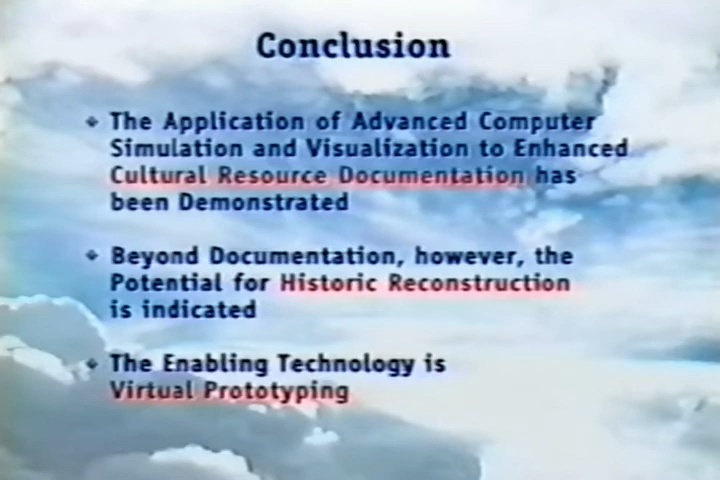 Conclusion
The Application of Advanced Computer
Simulation and Visualization to Enhanced
Cultural Resource Documentation has
been Demonstrated
Beyond Documentation, however, the
Potential for Historic Reconstruction
is indicated
The Enabling Technology is
Virtual Prototyping